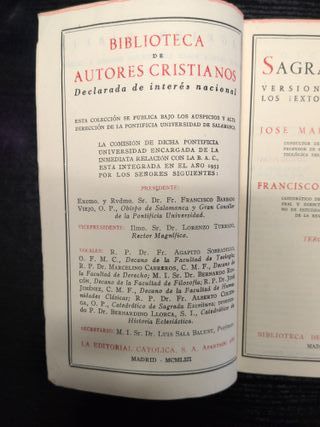 BIBLIOTECA
DE
AUTORES CRISTIANOS
Declarada de interés nacional
ESTA COLECCIÓN SE PUBLICA BAJO LOS AUSPICIOS Y ALTA
DIRECCIÓN DE LA PONTIFICIA UNIVERSIDAD DE SALAMANCA.
LA COMISIÓN DE DICHA PONTIFICIA
UNIVERSIDAD ENCARGADA DE LA
INMEDIATA RELACIÓN CON LA B. A. C.,
ESTÁ INTEGRADA EN EL AÑO 1953
POR LOS SEÑORES SIGUIENTES:
PRESIDENTE:
Excmo. y Rvdmo. Sr. Dr. Fr. FRANCISCO BARBADO
VIEJO, O. P., Obispo de Salamanca y Gran Canciller
de la Pontificia Universidad.
VICEPRESIDENTE: Ilmo. Sr. Dr. LORENZO TURRADO,
Rector Magnífico.
VOCALES: R. P. Dr. Fr. AGAPITO SOBRADILLO,
O. F. M. C., Decano de la Facultad de Teología;
R. P. Dr. MARCELINO CABREROS, C. M. F., Decano de
la Facultad de Derecho; M. I. Sr. Dr. BERNARDO
Decano de la Facultad de Filosofía; R. P. Dr. JOSÉ
JIMÉNEZ, C. M. F., Decano de la Facultad de Huma-
nidades Clásicas; R. P. Dr. Fr. ALBERTO
O. P., Catedrático de Sagrada Escritura;
P. Dr. BERNARDINO LLORCA, S. I., Catedrático de
Historia Eclesiástica.
SECRETARIO: M. I. Sr. Dr. LUIS SALA BALUST, Profesor.
LA EDITORIAL CATÓLICA, S. A. APARTADO 466
MADRID · MCMLIII
SAGRA
VERSION
LOS TEXTO
JOSE MA
FRANCISCO
BIBLIOTECA DE